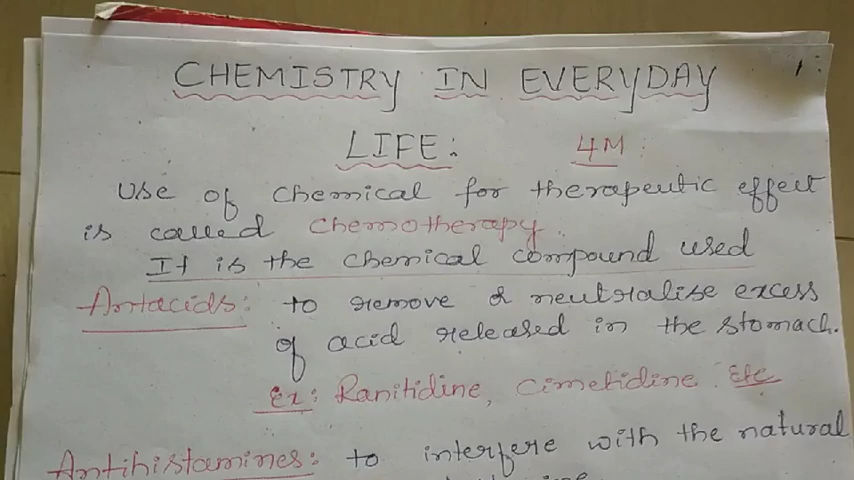 CHEMISTRY IN EVERYDAY 1:
LIFE: 4M:
Use of chemical for therapeutic effect
is called Chemotherapy.
It is the chemical compound used
Antacids: to remove & neutralise excess
of acid released in the stomach.
Ex: Ranitidine, Cimetidine. Etc
Antihistamines: to interfere with the natural